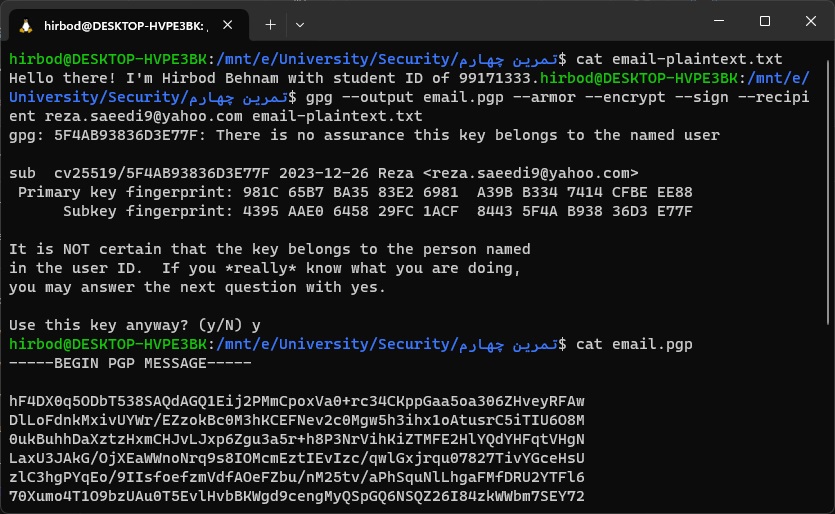 hirbod@DESKTOP-HVPE3BK: /
hirbod@DESKTOP-HVPE3BK:/mnt/e/University/Security/تمرین چهارم$ cat email-plaintext.txt
Hello there! I'm Hirbod Behnam with student ID of 99171333.hirbod@DESKTOP-HVPE3BK:/mnt/e/
University/Security/تمرین چهارم$ gpg --output email.pgp --armor --encrypt --sign --recipi
ent reza.saeedi9@yahoo.com email-plaintext.txt
gpg: 5F4AB93836D3E77F: There is no assurance this key belongs to the named user
sub  cv25519/5F4AB93836D3E77F 2023-12-26 Reza <reza.saeedi9@yahoo.com>
Primary key fingerprint: 981C 65B7 BA35 83E2 6981  A39B B334 7414 CFBE EE88
Subkey fingerprint: 4395 AAE0 6458 29FC 1ACF  8443 5F4A B938 36D3 E77F
It is NOT certain that the key belongs to the person named
in the user ID.  If you *really* know what you are doing,
you may answer the next question with yes.
Use this key anyway? (y/N) y
hirbod@DESKTOP-HVPE3BK:/mnt/e/University/Security/تمرین چهارم$ cat email.pgp
-----BEGIN PGP MESSAGE-----
hF4DX0q5ODbT538SAQdAGQ1Eij2PMmCpoxVa0+rc34CKppGaa5oa306ZHveyRFAw
DlLoFdnkMxivUYWr/EZzokBc0M3hKCEFNev2c0Mgw5h3ihx1oAtusrC5iTIU6O8M
0ukBuhhDaXztzHxmCHJvLJxp6Zgu3a5r+h8P3NrVihKiZTMFE2HlYQdYHFqtVHgN
LaxU3JAkG/OjXEaWWnoNrq9s8IOMcmEztIEvIzc/qwlGxjrqu07827TivYGceHsU
zlC3hgPYqEo/9IIsfoefzmVdfAOeFZbu/nM25tv/aPhSquNlLhgaFMfDRU2YTFl6
70Xumo4T1O9bzUAu0T5EvlHvbBKWgd9cengMyQSpGQ6NSQZ26I84zkWWbm7SEY72